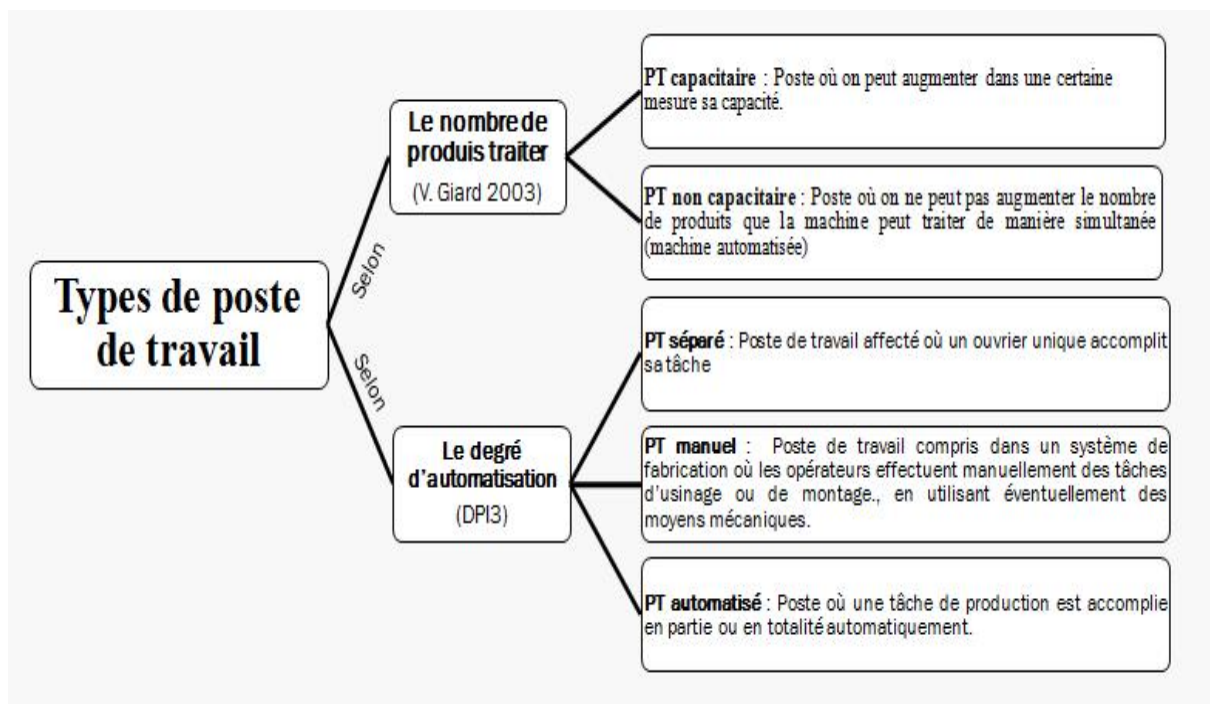 Types de poste
de travail
Selon
Selon
Le nombre de
produis traiter
(V. Giard 2003)
PT capacitaire : Poste où on peut augmenter dans une certaine
mesure sa capacité.
PT non capacitaire : Poste où on ne peut pas augmenter le nombre
de produits que la machine peut traiter de manière simultanée
(machine automatisée)
Le degré
d'automatisation
(DPI3)
PT séparé : Poste de travail affecté où un ouvrier unique accomplit
sa tâche
PT manuel : Poste de travail compris dans un système de
fabrication où les opérateurs effectuent manuellement des tâches
d'usinage ou de montage., en utilisant éventuellement des
moyens mécaniques.
PT automatisé : Poste où une tâche de production est accomplie
en partie ou en totalité automatiquement.